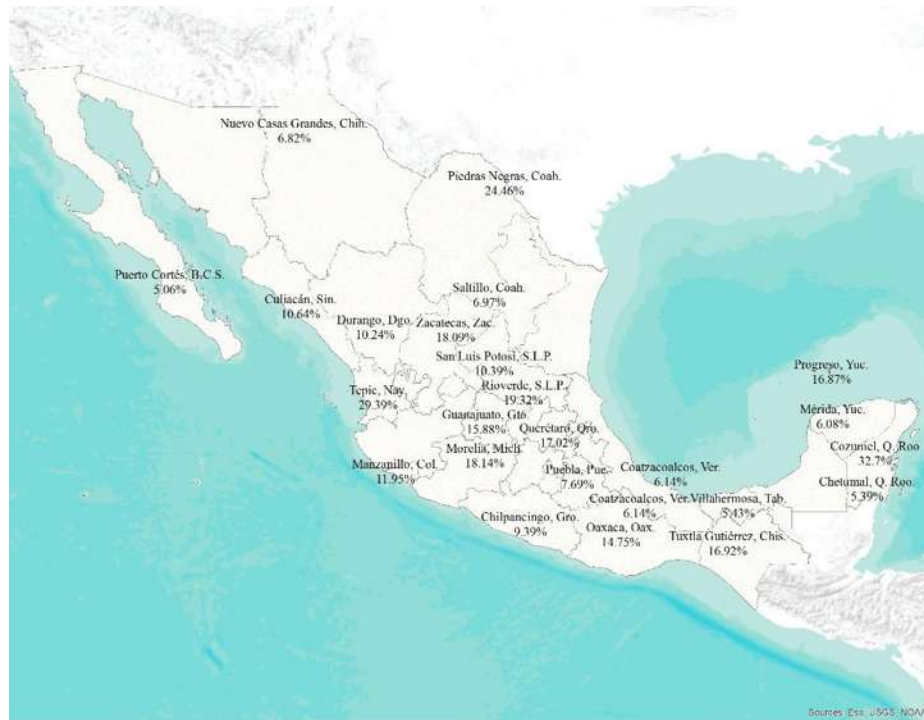 Nuevo Casas Grandes, Chih.
6.82%
Piedras Negras, Coah.
24.46%
Puerto Cortés, B.C.S.
5.06%
Culiacán, Sin.
10.64%
Saltillo, Coah.
6.97%
Durango, Dgo.
10.24%
Zacatecas, Zac.
18.09%
San Luis Potosí, S.L.P.
10.39%
Rioverde, S.L.P.
19.32%
Progreso, Yuc.
16.87%
Tepic, Nay.
29.39%
Guanajuato, Gto.
15.88%
Querétaro, Qro.
17.02%
Mérida, Yuc.
6.08%
Cozumel, Q. Roo
32.7%
Manzanillo, Col.
11.95%
Morelia, Mich.
18.14%
Puebla, Pue.
7.69%
Coatzacoalcos, Ver.
6.14%
Chetumal, Q. Roo.
5.39%
Coatzacoalcos, Ver.
6.14%
Villahermosa, Tab.
5.43%
Chilpancingo, Gro.
9.39%
Oaxaca, Oax.
14.75%
Tuxtla Gutiérrez, Chis.
16.92%
Sources: Esri, USGS, NOAA